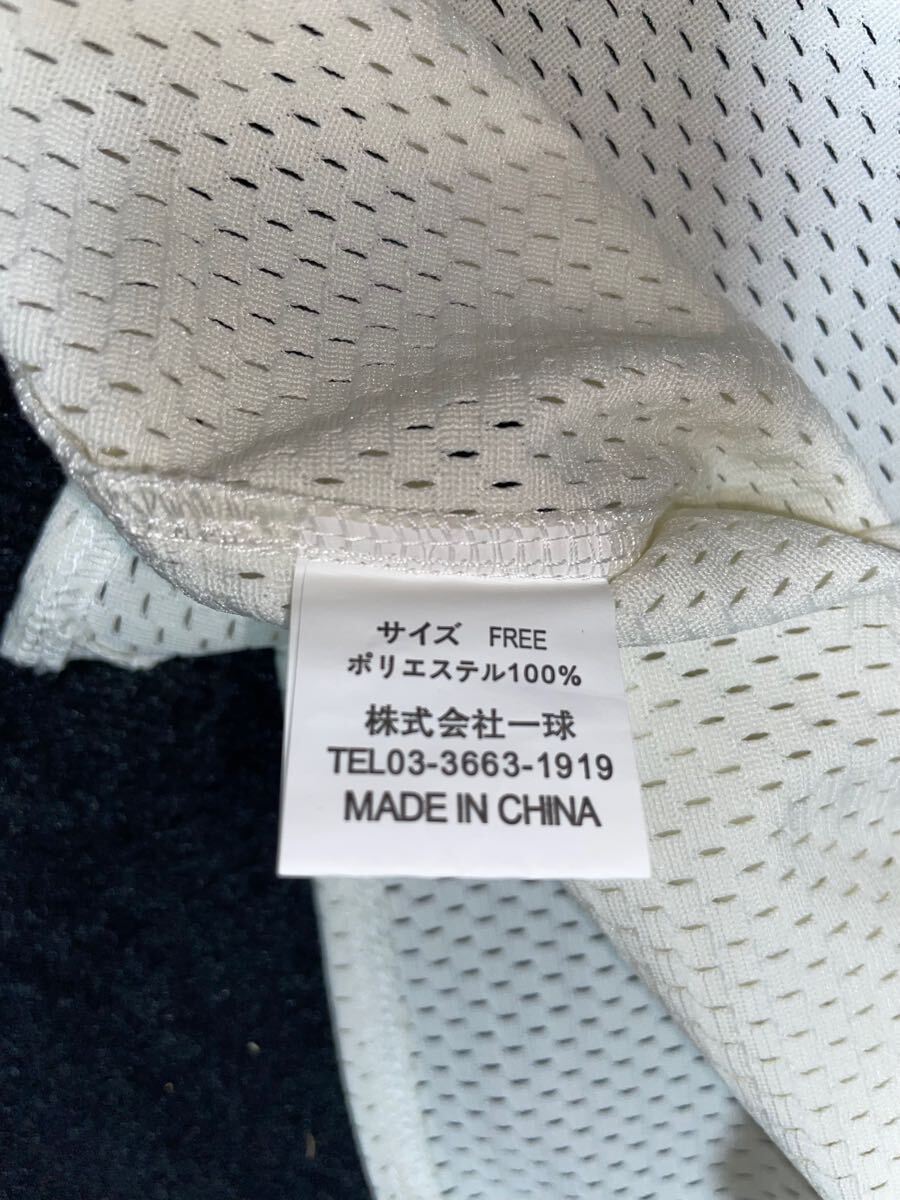 サイズ FREE
ポリエステル100%
株式会社一球
TEL03-3663-1919
MADE IN CHINA